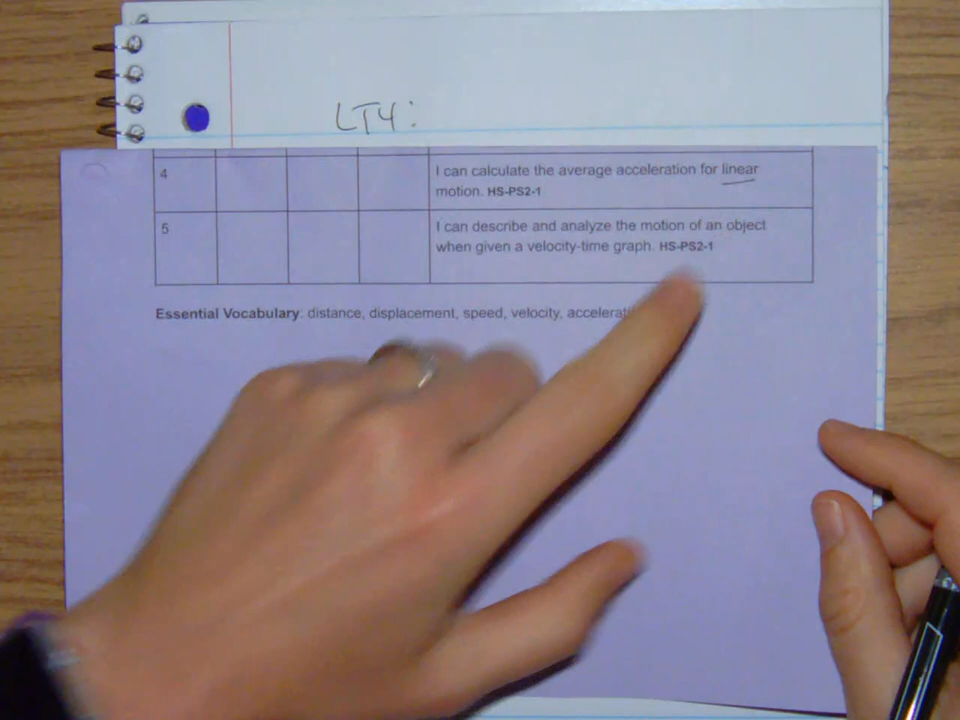 LT4:
4
I can calculate the average acceleration for linear
motion. HS-PS2-1
5
I can describe and analyze the motion of an object
when given a velocity-time graph. HS-PS2-1
Essential Vocabulary: distance, displacement, speed, velocity,